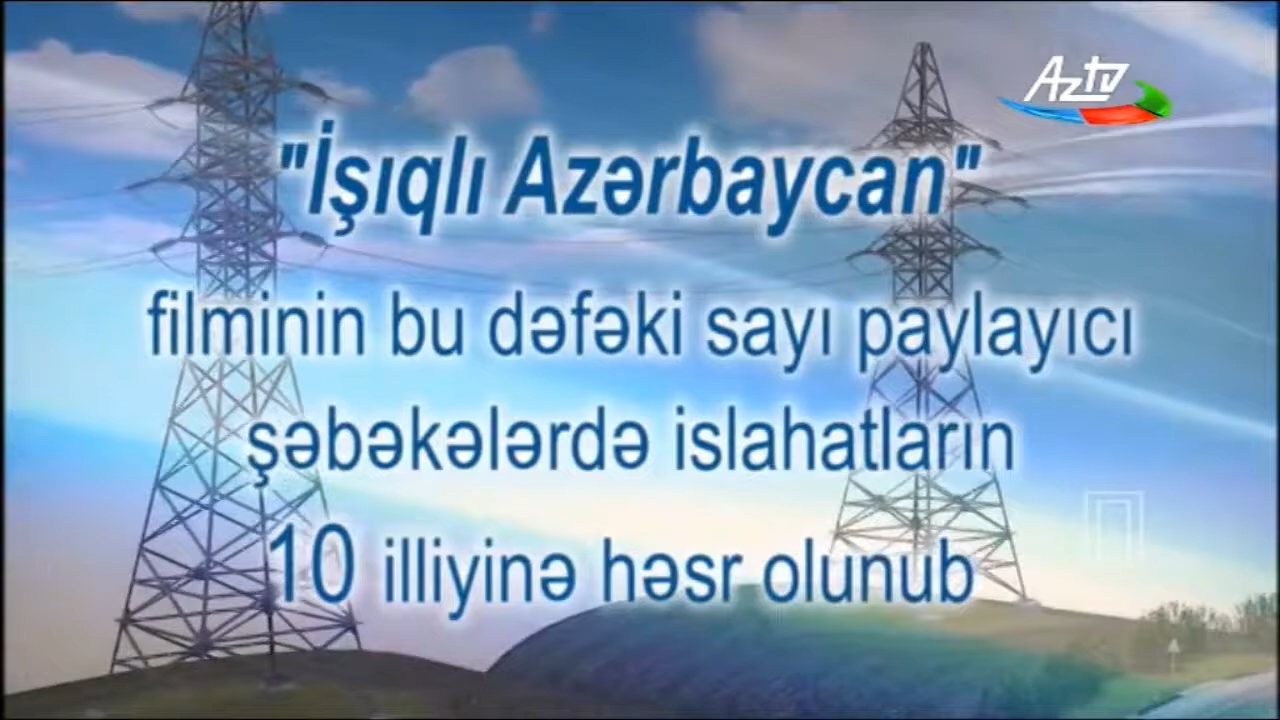 Aztv
"İşıqlı Azərbaycan"
filminin bu dəfəki sayı paylayıcı
şəbəkələrdə islahatların
10 illiyinə həsr olunub